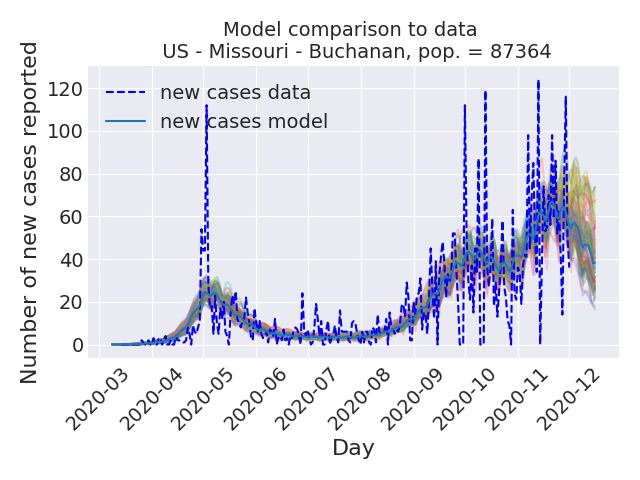 Model comparison to data
US - Missouri - Buchanan, pop. = 87364
Number of new cases reported
120
100
80
60
40
20
0
new cases data
new cases model
2020-03
2020-04
2020-05
2020-06
2020-07
2020-08
2020-09
2020-10
2020-11
2020-12
Day